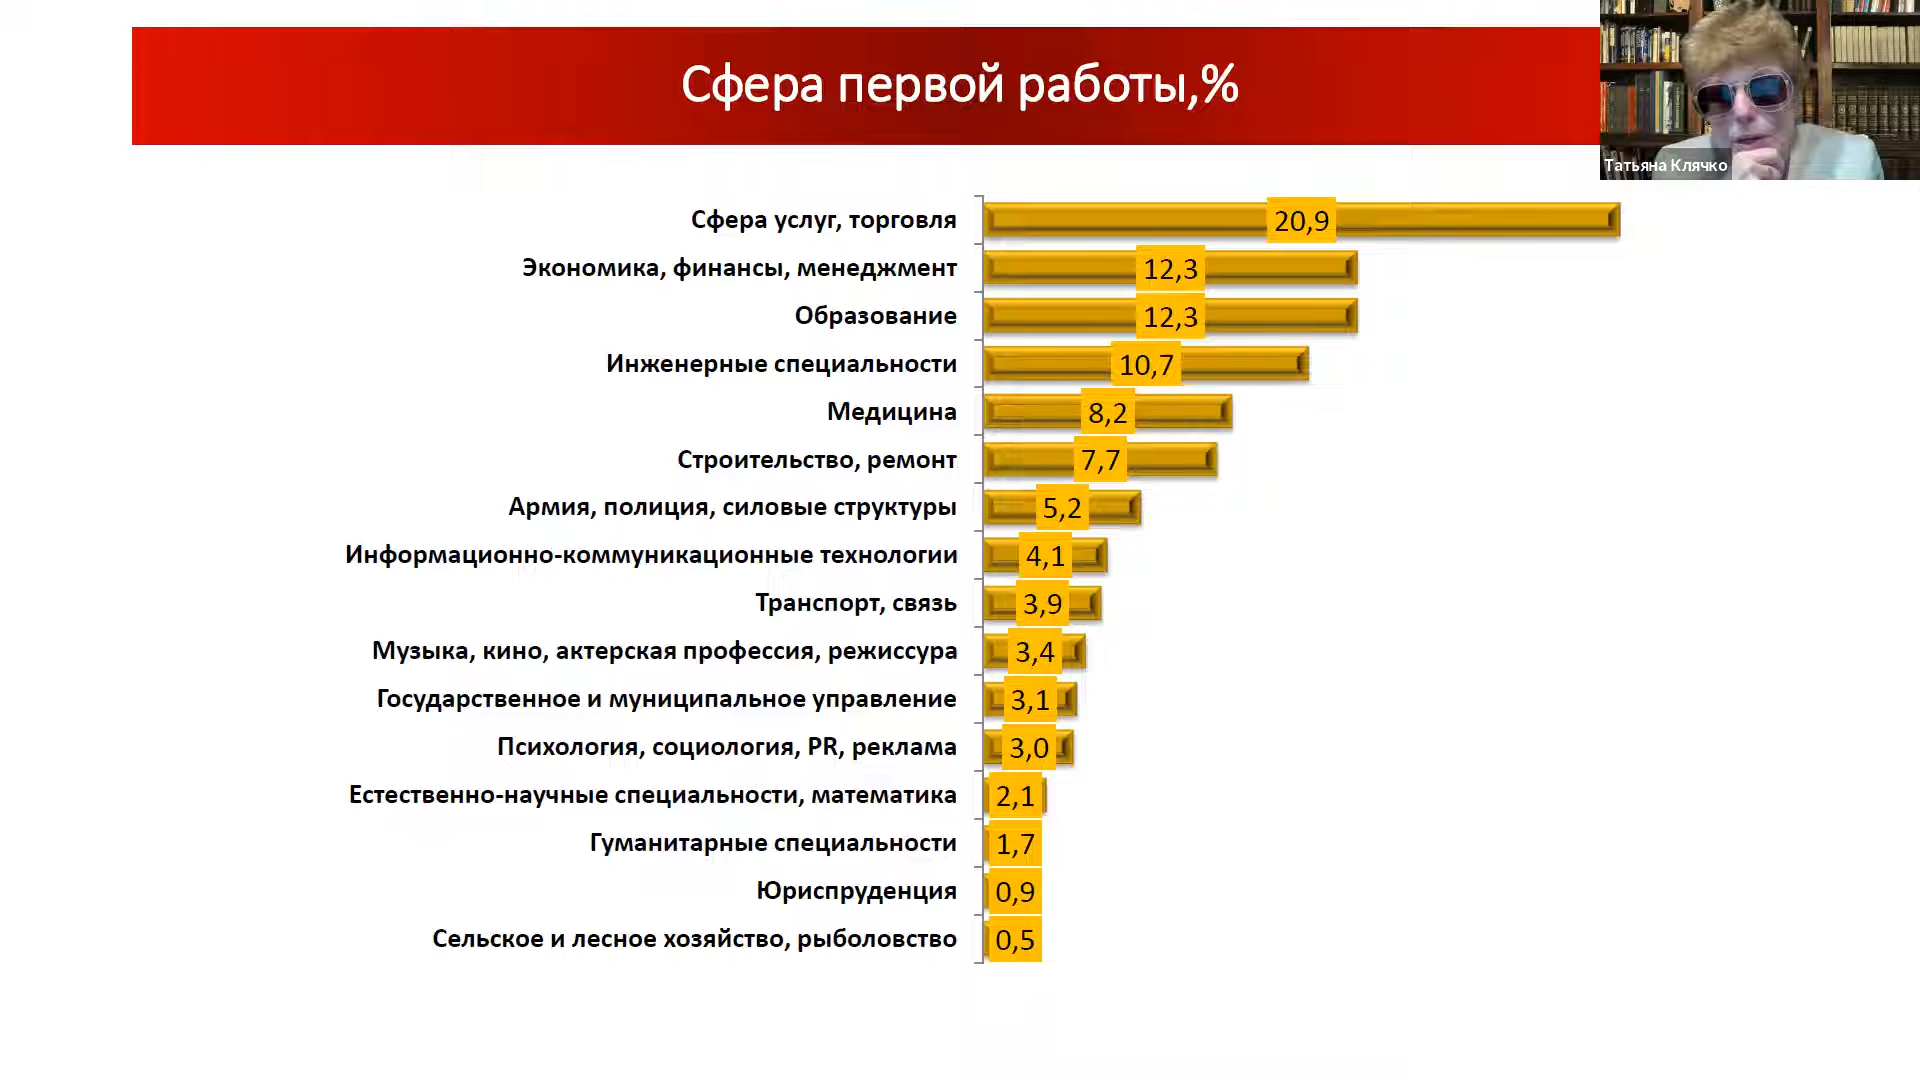 Сфера первой работы,%
Татьяна Клячко
Сфера услуг, торговля 20,9
Экономика, финансы, менеджмент 12,3
Образование 12,3
Инженерные специальности 10,7
Медицина 8,2
Строительство, ремонт 7,7
Армия, полиция, силовые структуры 5,2
Информационно-коммуникационные технологии 4,1
Транспорт, связь 3,9
Музыка, кино, актерская профессия, режиссура 3,4
Государственное и муниципальное управление 3,1
Психология, социология, PR, реклама 3,0
Естественно-научные специальности, математика 2,1
Гуманитарные специальности 1,7
Юриспруденция 0,9
Сельское и лесное хозяйство, рыболовство 0,5